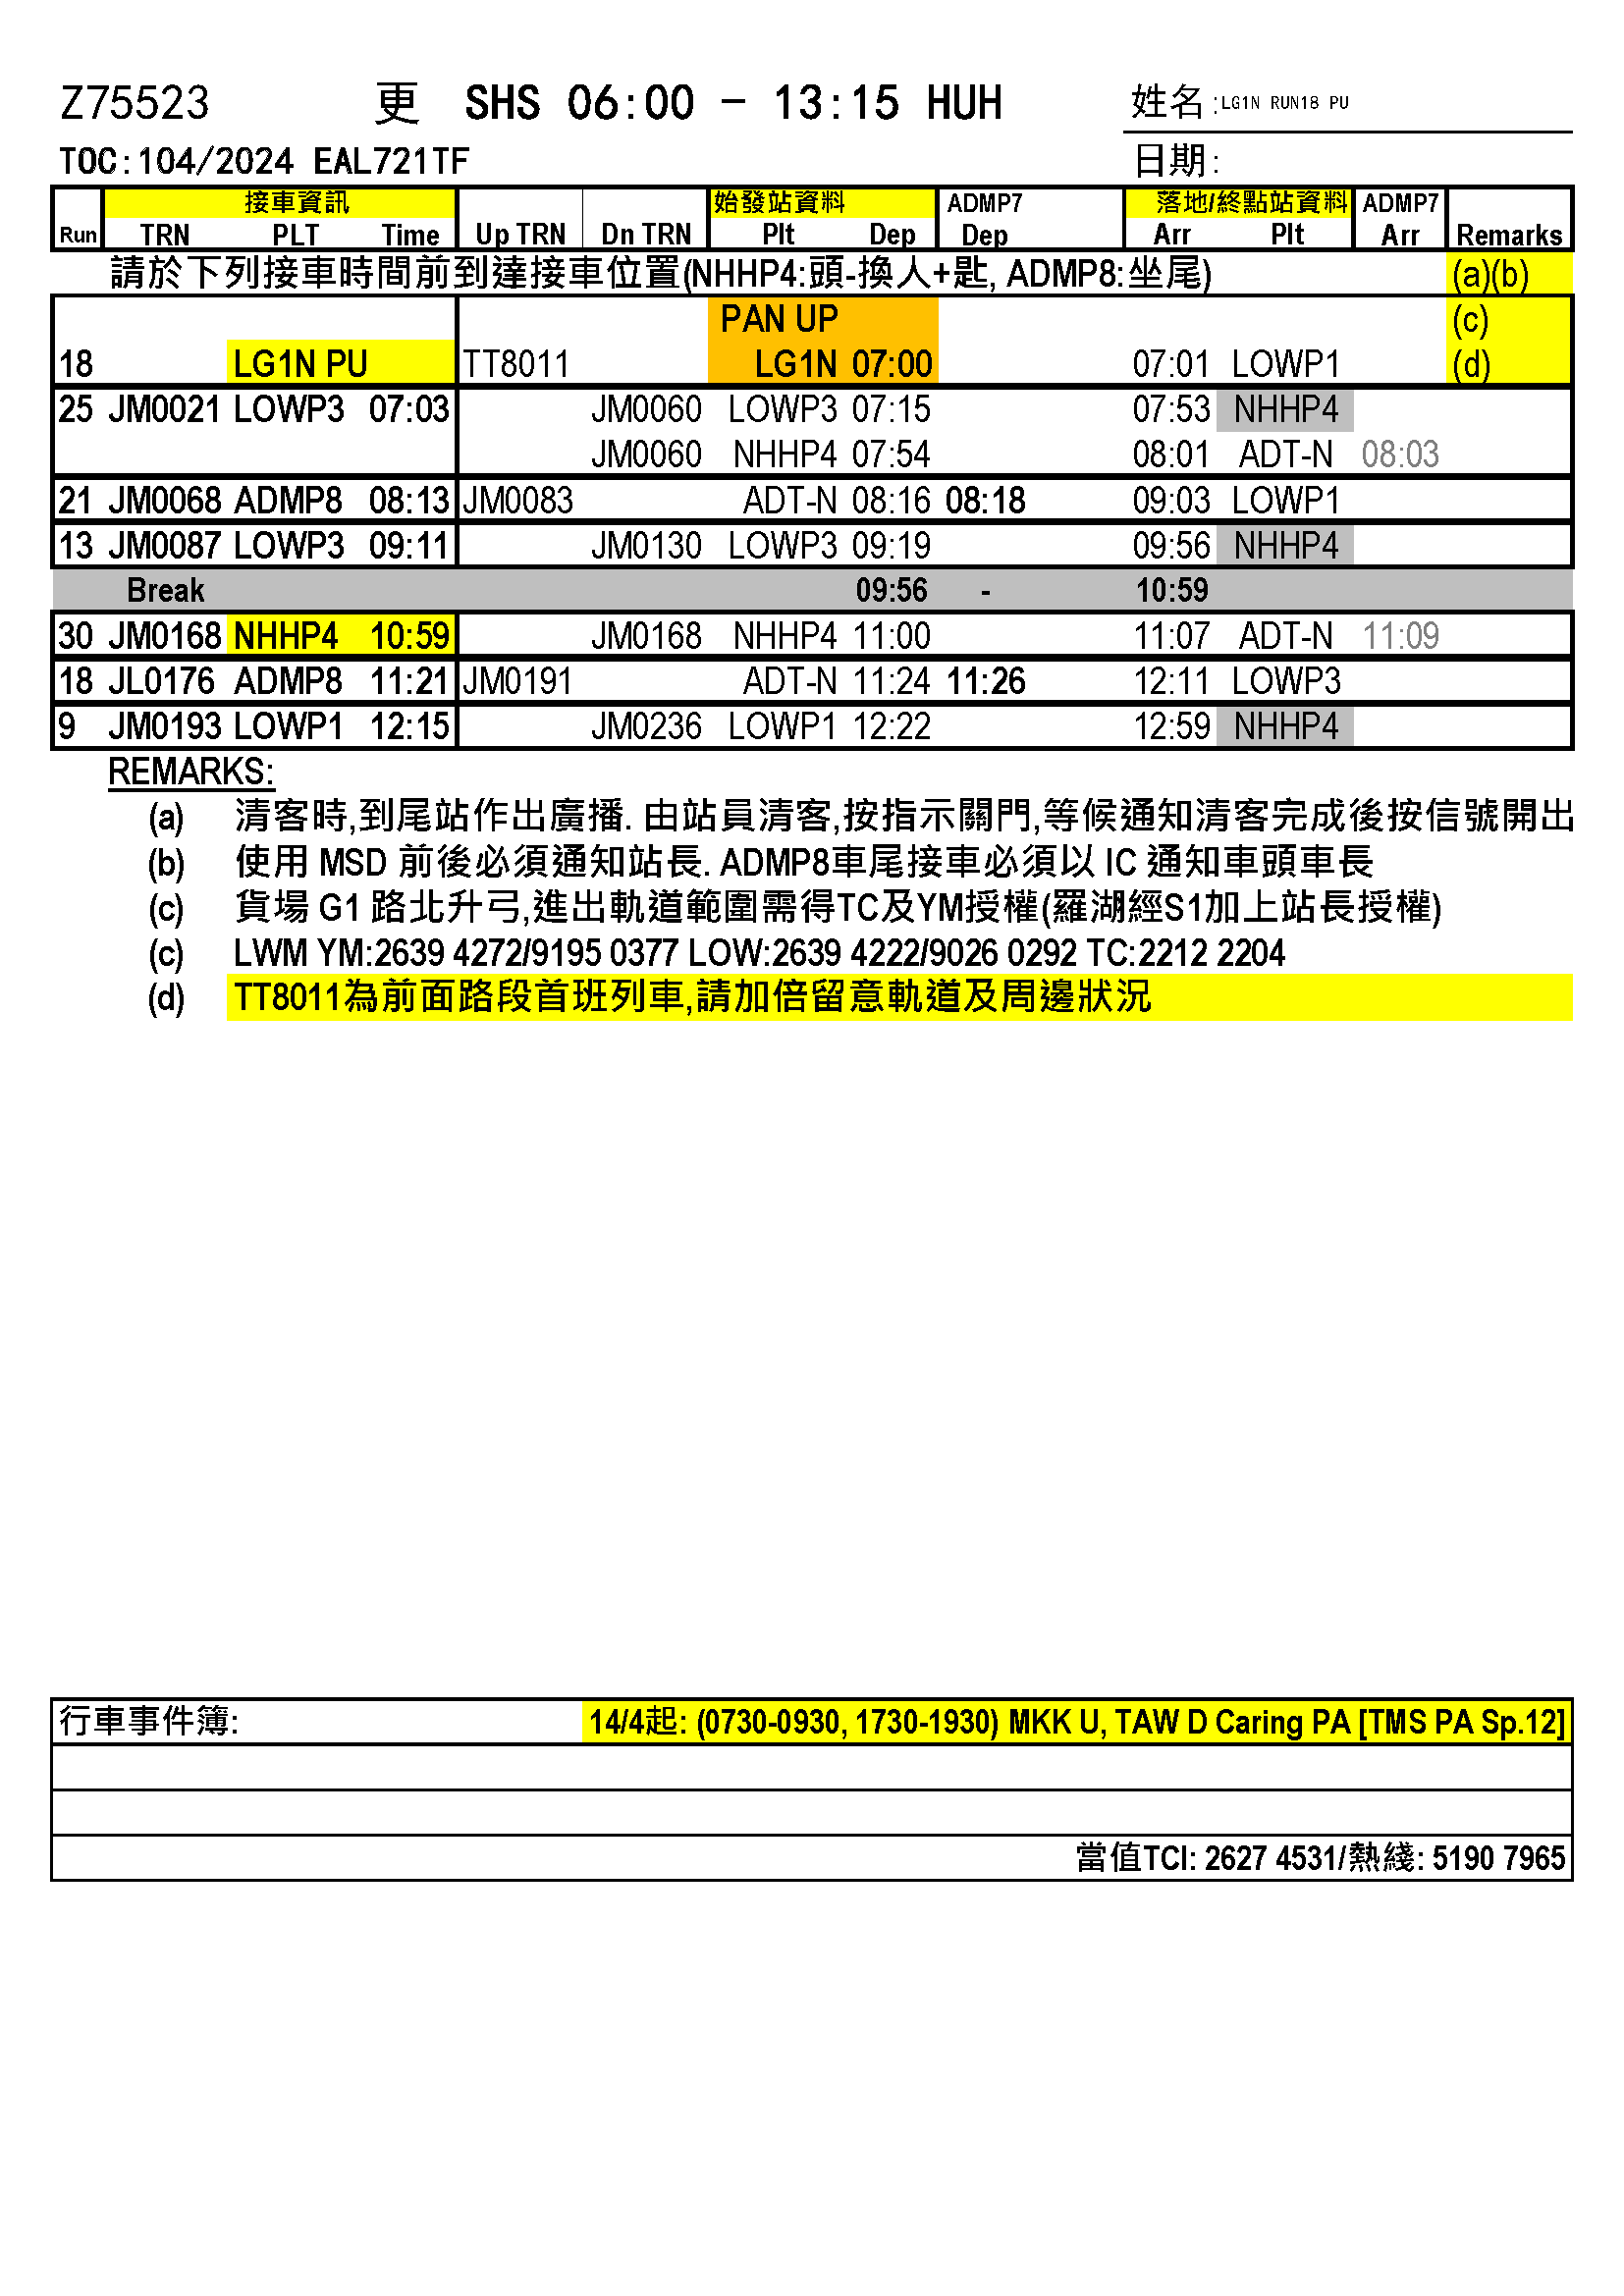 Z75523 更 SHS 06:00 - 13:15 HUH 姓名:LG1N RUN18 PU
TOC:104/2024 EAL721TF 日期:
接車資訊 始發站資料 ADMP7 落地/終點站資料 ADMP7
Run TRN PLT Time Up TRN Dn TRN Plt Dep Dep Arr Plt Arr Remarks
請於下列接車時間前到達接車位置(NHHP4:頭-換人+匙, ADMP8:坐尾) (a)(b)
PAN UP (c)
18 LG1N PU TT8011 LG1N 07:00 07:01 LOWP1 (d)
25 JM0021 LOWP3 07:03 JM0060 LOWP3 07:15 07:53 NHHP4
JM0060 NHHP4 07:54 08:01 ADT-N 08:03
21 JM0068 ADMP8 08:13 JM0083 ADT-N 08:16 08:18 09:03 LOWP1
13 JM0087 LOWP3 09:11 JM0130 LOWP3 09:19 09:56 NHHP4
Break 09:56 - 10:59
30 JM0168 NHHP4 10:59 JM0168 NHHP4 11:00 11:07 ADT-N 11:09
18 JL0176 ADMP8 11:21 JM0191 ADT-N 11:24 11:26 12:11 LOWP3
9 JM0193 LOWP1 12:15 JM0236 LOWP1 12:22 12:59 NHHP4
REMARKS:
(a) 清客時,到尾站作出廣播. 由站員清客,按指示關門,等候通知清客完成後按信號開出
(b) 使用 MSD 前後必須通知站長. ADMP8車尾接車必須以 IC 通知車頭車長
(c) 貨場 G1 路北升弓,進出軌道範圍需得TC及YM授權(羅湖經S1加上站長授權)
(c) LWM YM:2639 4272/9195 0377 LOW:2639 4222/9026 0292 TC:2212 2204
(d) TT8011為前面路段首班列車,請加倍留意軌道及周邊狀況
行車事件簿: 14/4起: (0730-0930, 1730-1930) MKK U, TAW D Caring PA [TMS PA Sp.12]
當值TCI: 2627 4531/熱綫: 5190 7965